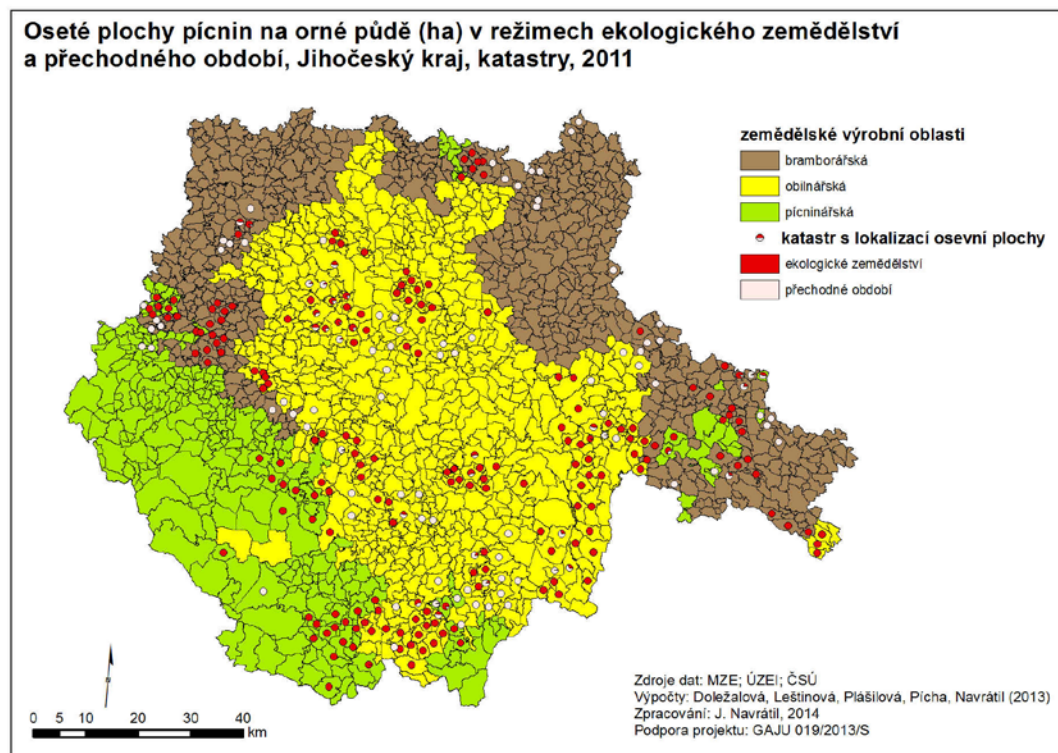 Oseté plochy pícnin na orné půdě (ha) v režimech ekologického zemědělství
a přechodného období, Jihočeský kraj, katastry, 2011
zemědělské výrobní oblasti
bramborářská
obilnářská
pícninářská
katastr s lokalizací osevní plochy
ekologické zemědělství
přechodné období
Zdroje dat: MZE; ÚZEI; ČSÚ
Výpočty: Doležalová, Leštinová, Plášilová, Pícha, Navrátil (2013)
Zpracování: J. Navrátil, 2014
Podpora projektu: GAJU 019/2013/S
0 5 10 20 30 40
km